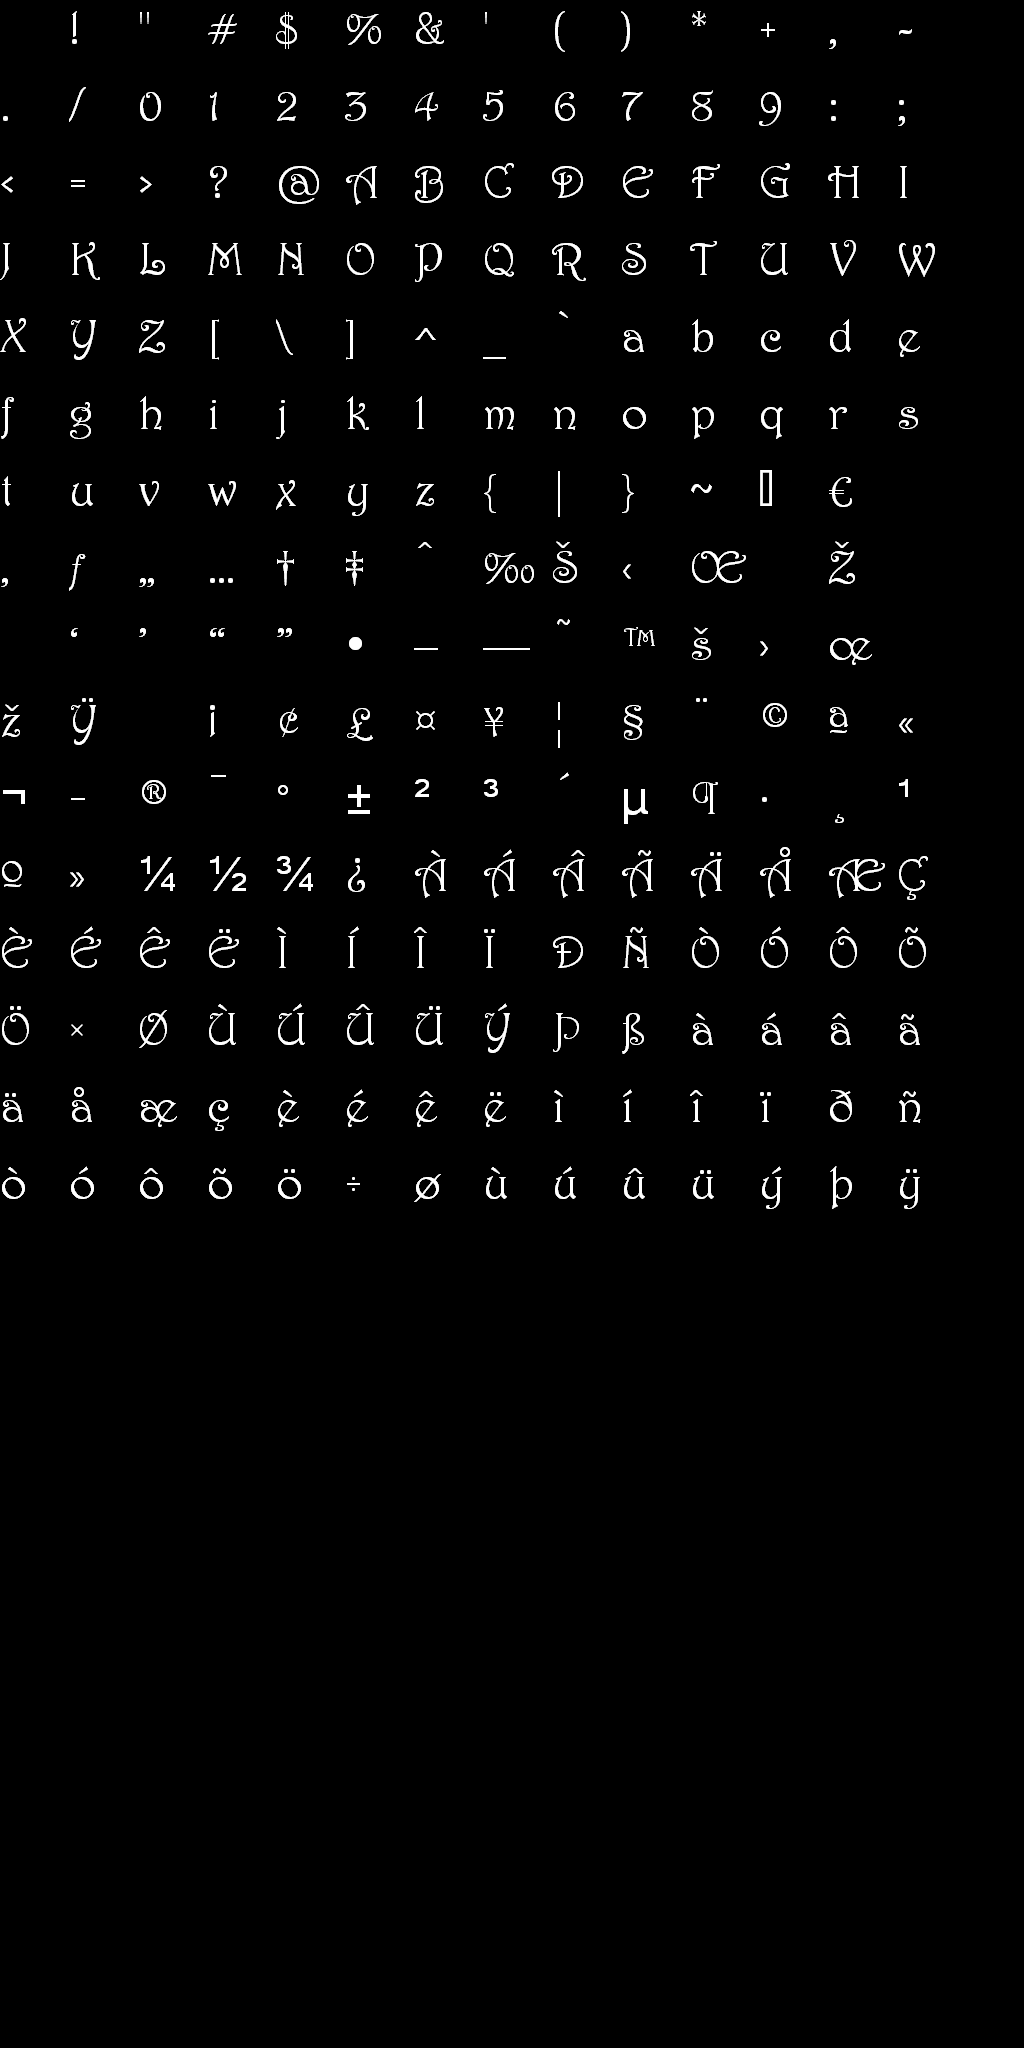 ! " # $ % & ' ( ) * + , -
. / 0 1 2 3 4 5 6 7 8 9 : ;
< = > ? @ A B C D E F G H I
J K L M N O P Q R S T U V W
X Y Z [ \ ] ^ _ ` a b c d e
f g h i j k l m n o p q r s
t u v w x y z { | } ~ ▯ €
‚ ƒ „ … † ‡ ˆ ‰ Š ‹ Œ Ž
‘ ’ “ ” • – — ˜ ™ š › œ
ž Ÿ ¡ ¢ £ ¤ ¥ ¦ § ¨ © ª «
¬ - ® ¯ ° ± ² ³ ´ µ ¶ · ¸ ¹
º » ¼ ½ ¾ ¿ À Á Â Ã Ä Å Æ Ç
È É Ê Ë Ì Í Î Ï Ð Ñ Ò Ó Ô Õ
Ö × Ø Ù Ú Û Ü Ý Þ ß à á â ã
ä å æ ç è é ê ë ì í î ï ð ñ
ò ó ô õ ö ÷ ø ù ú û ü ý þ ÿ